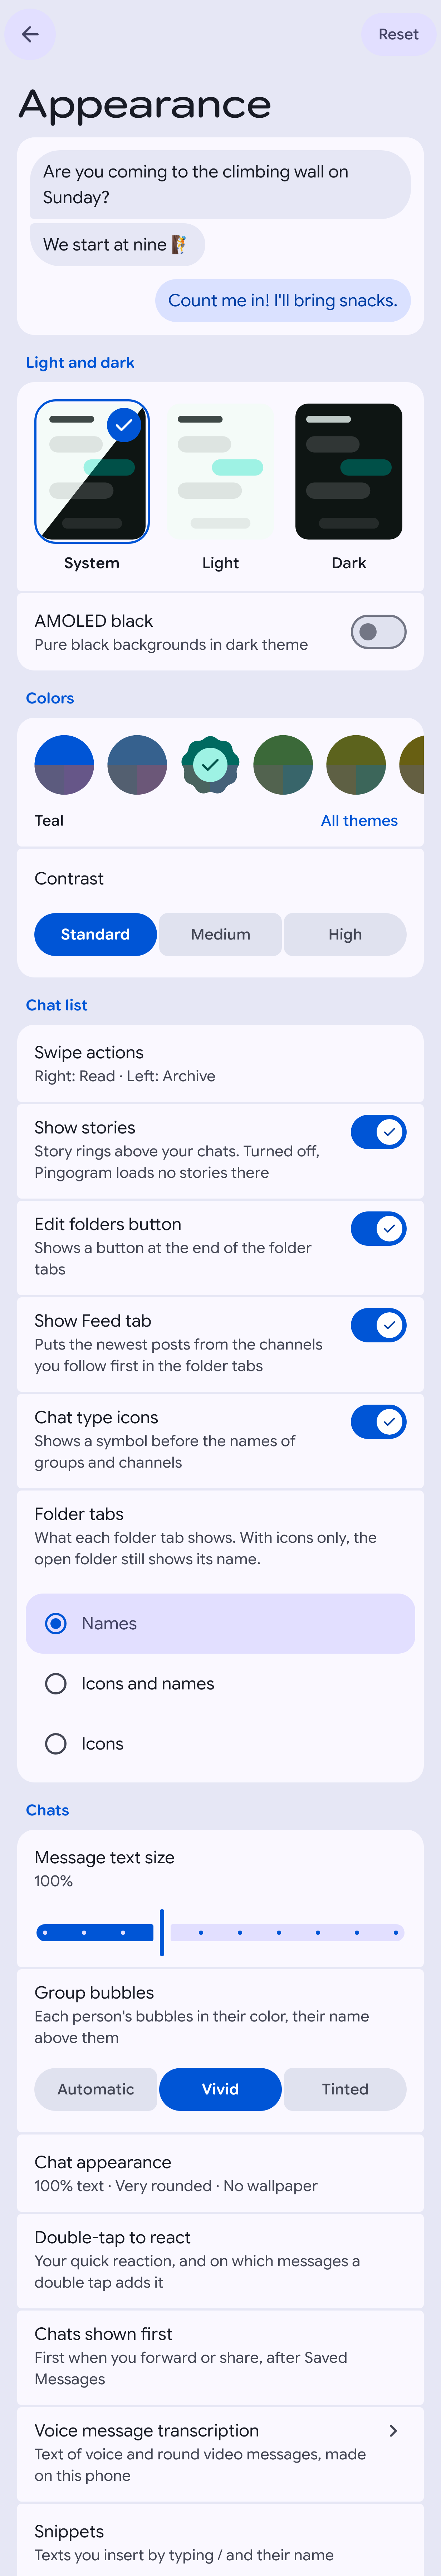 Reset
Appearance
Are you coming to the climbing wall on
Sunday?
We start at nine 🧗
Count me in! I'll bring snacks.
Light and dark
System
Light
Dark
AMOLED black
Pure black backgrounds in dark theme
Colors
Teal
All themes
Contrast
Standard
Medium
High
Chat list
Swipe actions
Right: Read · Left: Archive
Show stories
Story rings above your chats. Turned off,
Pingogram loads no stories there
Edit folders button
Shows a button at the end of the folder
tabs
Show Feed tab
Puts the newest posts from the channels
you follow first in the folder tabs
Chat type icons
Shows a symbol before the names of
groups and channels
Folder tabs
What each folder tab shows. With icons only, the
open folder still shows its name.
Names
Icons and names
Icons
Chats
Message text size
100%
Group bubbles
Each person's bubbles in their color, their name
above them
Automatic
Vivid
Tinted
Chat appearance
100% text · Very rounded · No wallpaper
Double-tap to react
Your quick reaction, and on which messages a
double tap adds it
Chats shown first
First when you forward or share, after Saved
Messages
Voice message transcription
Text of voice and round video messages, made
on this phone
Snippets
Texts you insert by typing / and their name